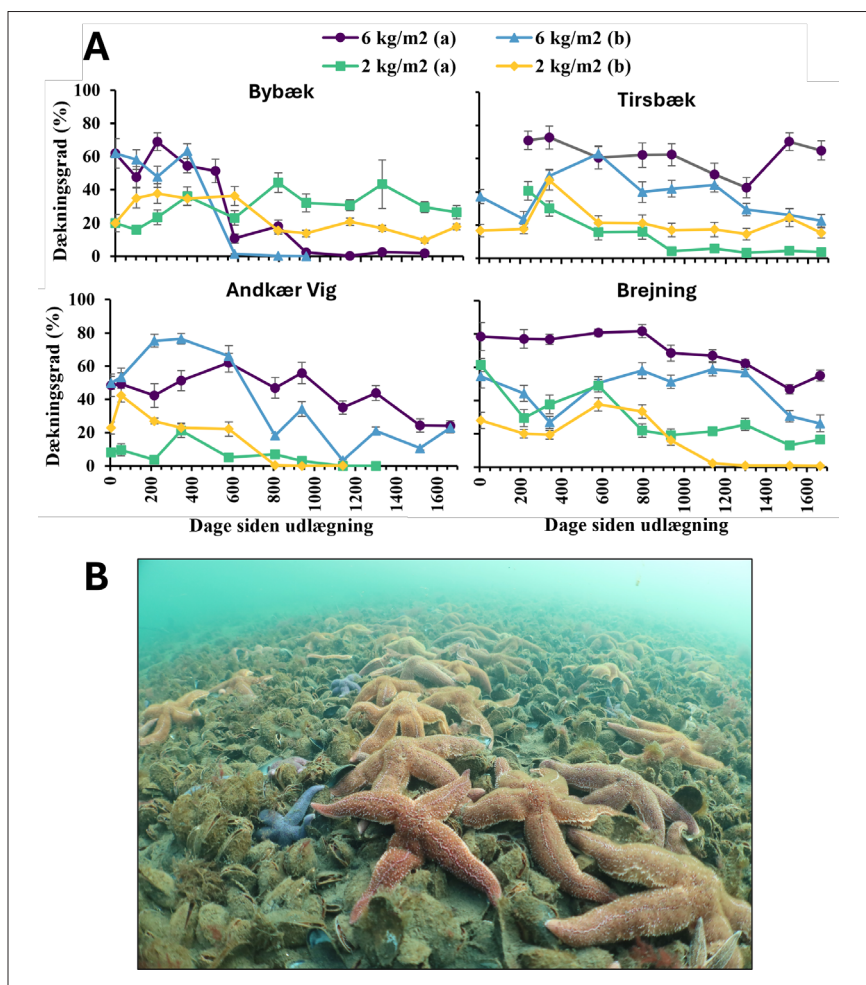 A
6 kg/m2 (a)
6 kg/m2 (b)
2 kg/m2 (a)
2 kg/m2 (b)
Bybæk
Tirsbæk
Dækningsgrad (%)
100
80
60
40
20
0
Andkær Vig
Brejning
Dækningsgrad (%)
100
80
60
40
20
0
0
200
400
600
800
1000
1200
1400
1600
0
200
400
600
800
1000
1200
1400
1600
Dage siden udlægning
Dage siden udlægning
B